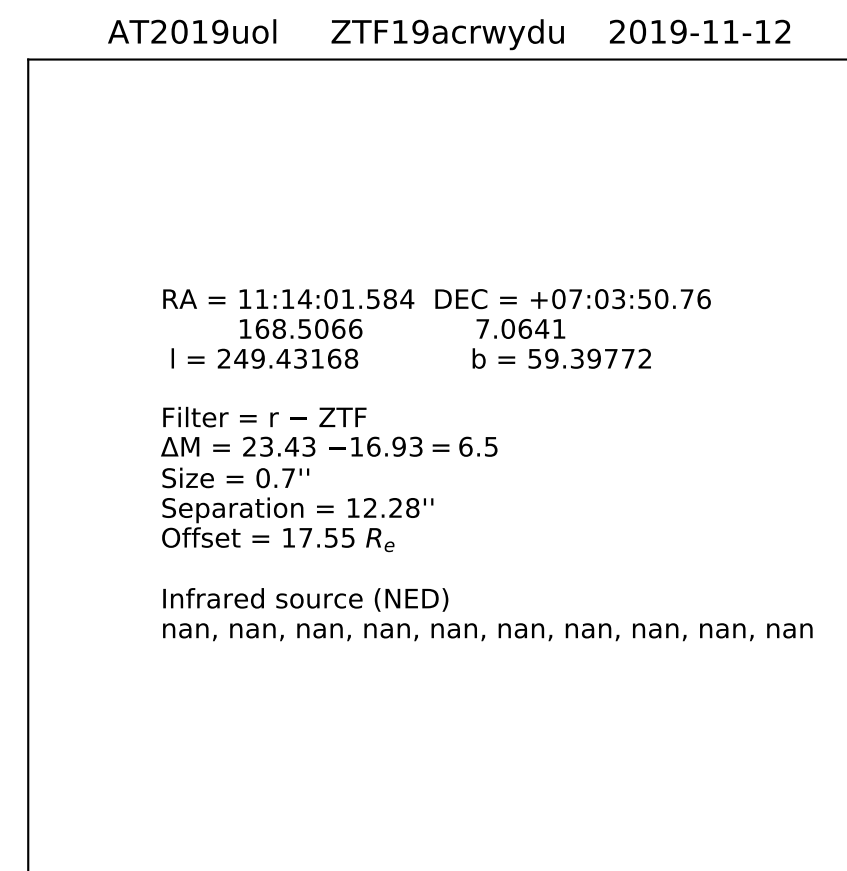 AT2019uol ZTF19acrwydu 2019-11-12
RA = 11:14:01.584 DEC = +07:03:50.76
168.5066 7.0641
l = 249.43168 b = 59.39772
Filter = r − ZTF
ΔM = 23.43 −16.93 = 6.5
Size = 0.7''
Separation = 12.28''
Offset = 17.55 Re
Infrared source (NED)
nan, nan, nan, nan, nan, nan, nan, nan, nan, nan